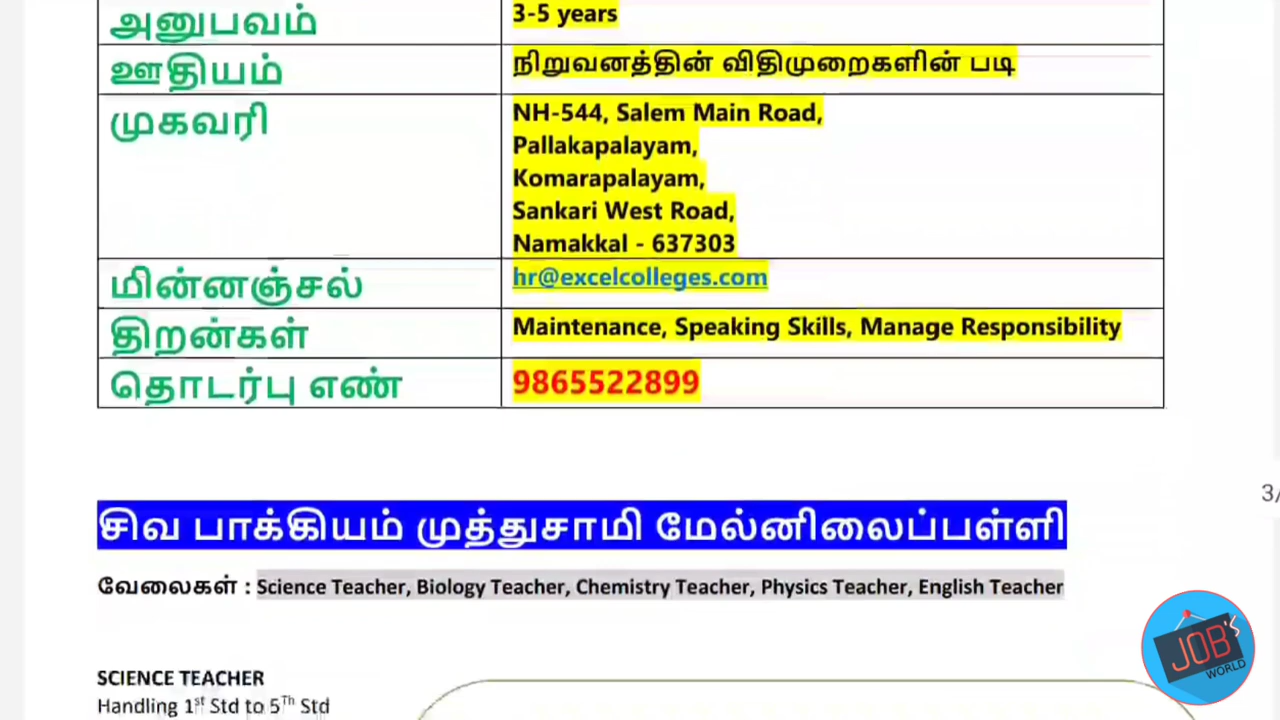 அனுபவம் 3-5 years
ஊதியம் நிறுவனத்தின் விதிமுறைகளின் படி
முகவரி NH-544, Salem Main Road,
Pallakapalayam,
Komarapalayam,
Sankari West Road,
Namakkal - 637303
மின்னஞ்சல் hr@excelcolleges.com
திறன்கள் Maintenance, Speaking Skills, Manage Responsibility
தொடர்பு எண் 9865522899
3/
சிவ பாக்கியம் முத்துசாமி மேல்னிலைப்பள்ளி
வேலைகள் : Science Teacher, Biology Teacher, Chemistry Teacher, Physics Teacher, English Teacher
JOB'S
WORLD
SCIENCE TEACHER
Handling 1st Std to 5Th Std